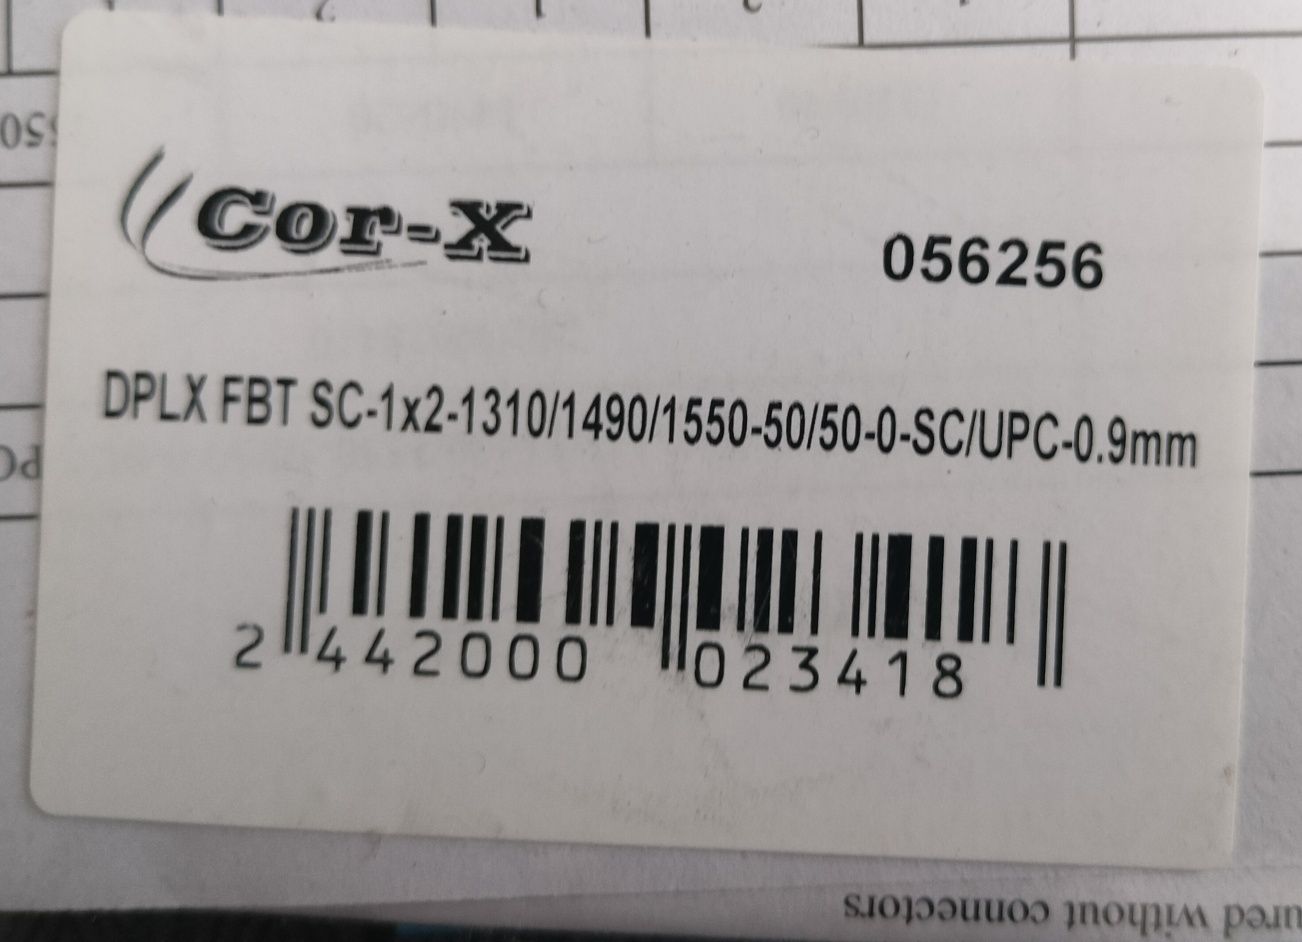 Cor-X
056256
DPLX FBT SC-1x2-1310/1490/1550-50/50-0-SC/UPC-0.9mm
2 442000 023418
ured without connectors